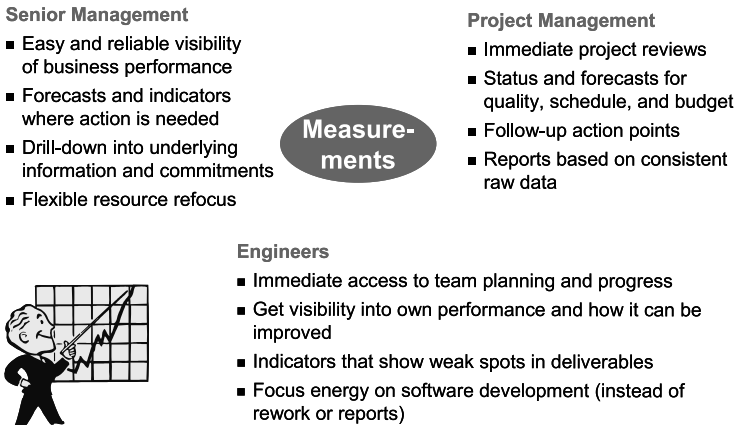 Senior Management
■ Easy and reliable visibility
of business performance
■ Forecasts and indicators
where action is needed
■ Drill-down into underlying
information and commitments
■ Flexible resource refocus
Measure-
ments
Project Management
■ Immediate project reviews
■ Status and forecasts for
quality, schedule, and budget
■ Follow-up action points
■ Reports based on consistent
raw data
Engineers
■ Immediate access to team planning and progress
■ Get visibility into own performance and how it can be
improved
■ Indicators that show weak spots in deliverables
■ Focus energy on software development (instead of
rework or reports)